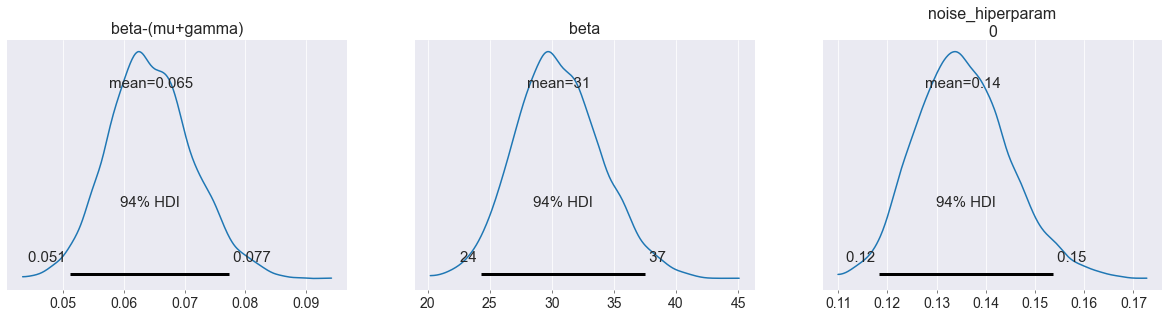 beta-(mu+gamma)
mean=0.065
94% HDI
0.051 0.077
0.05 0.06 0.07 0.08 0.09
beta
mean=31
94% HDI
24 37
20 25 30 35 40 45
noise_hiperparam
0
mean=0.14
94% HDI
0.12 0.15
0.11 0.12 0.13 0.14 0.15 0.16 0.17